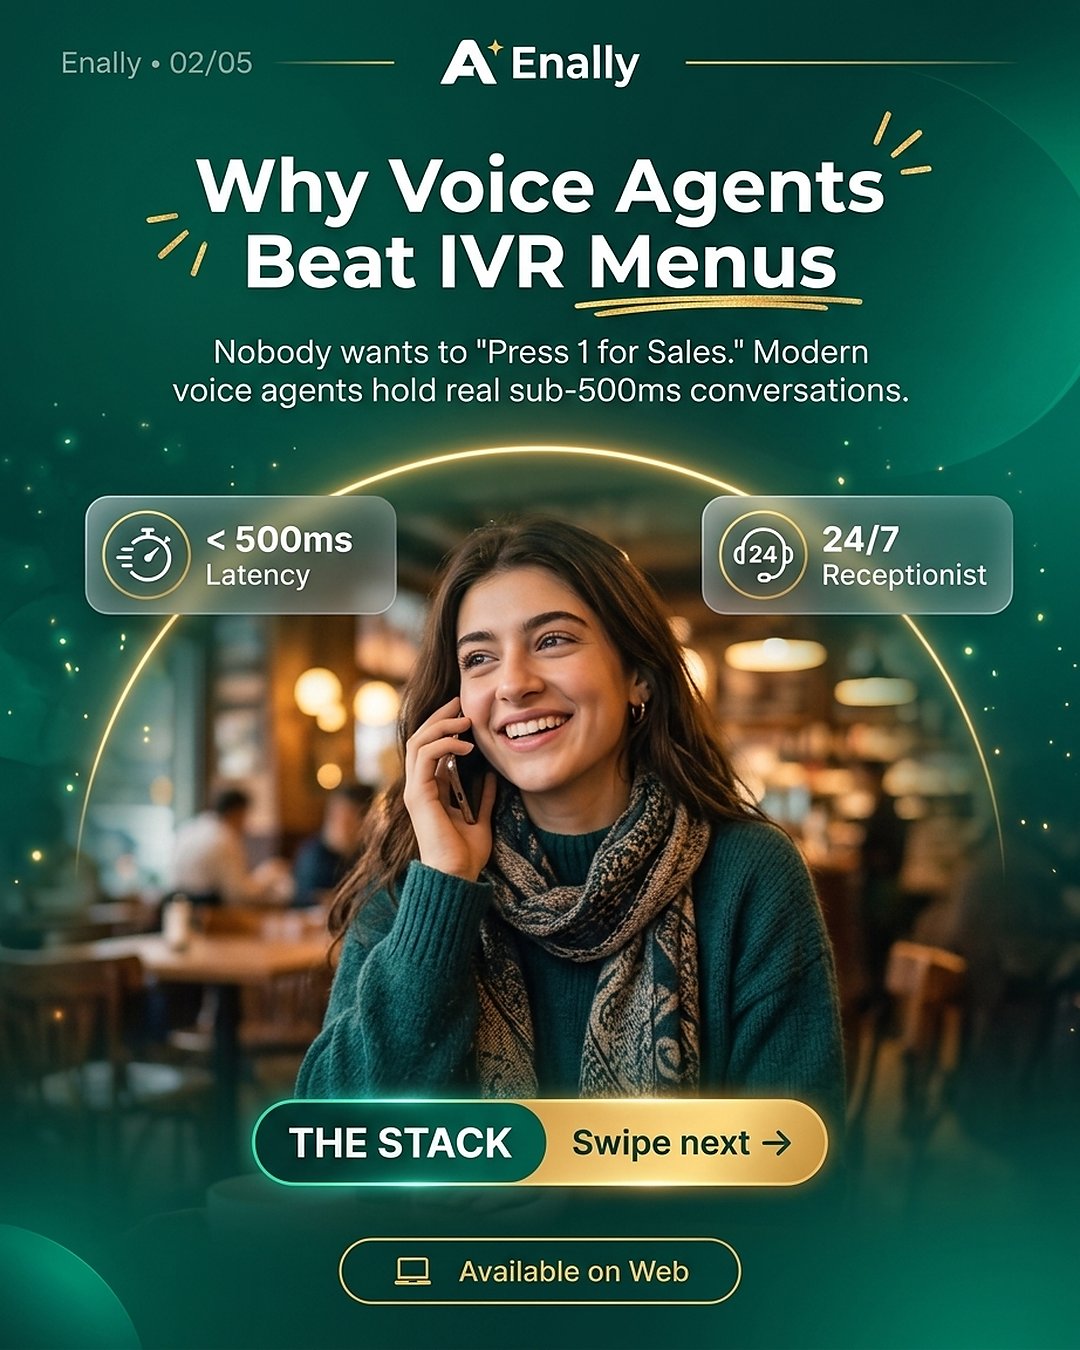 Enally • 02/05
Enally
Why Voice Agents
Beat IVR Menus
Nobody wants to "Press 1 for Sales." Modern
voice agents hold real sub-500ms conversations.
< 500ms
Latency
24
24/7
Receptionist
THE STACK
Swipe next →
Available on Web